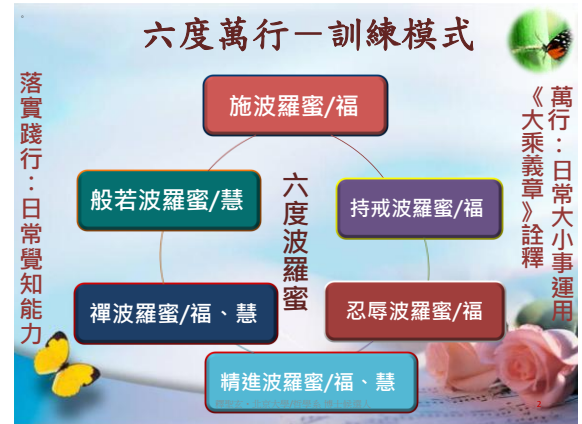 六度萬行－訓練模式
落實踐行：日常覺知能力
萬行：日常大小事運用
《大乘義章》詮釋
六度波羅蜜
施波羅蜜/福
持戒波羅蜜/福
忍辱波羅蜜/福
精進波羅蜜/福、慧
禪波羅蜜/福、慧
般若波羅蜜/慧
2